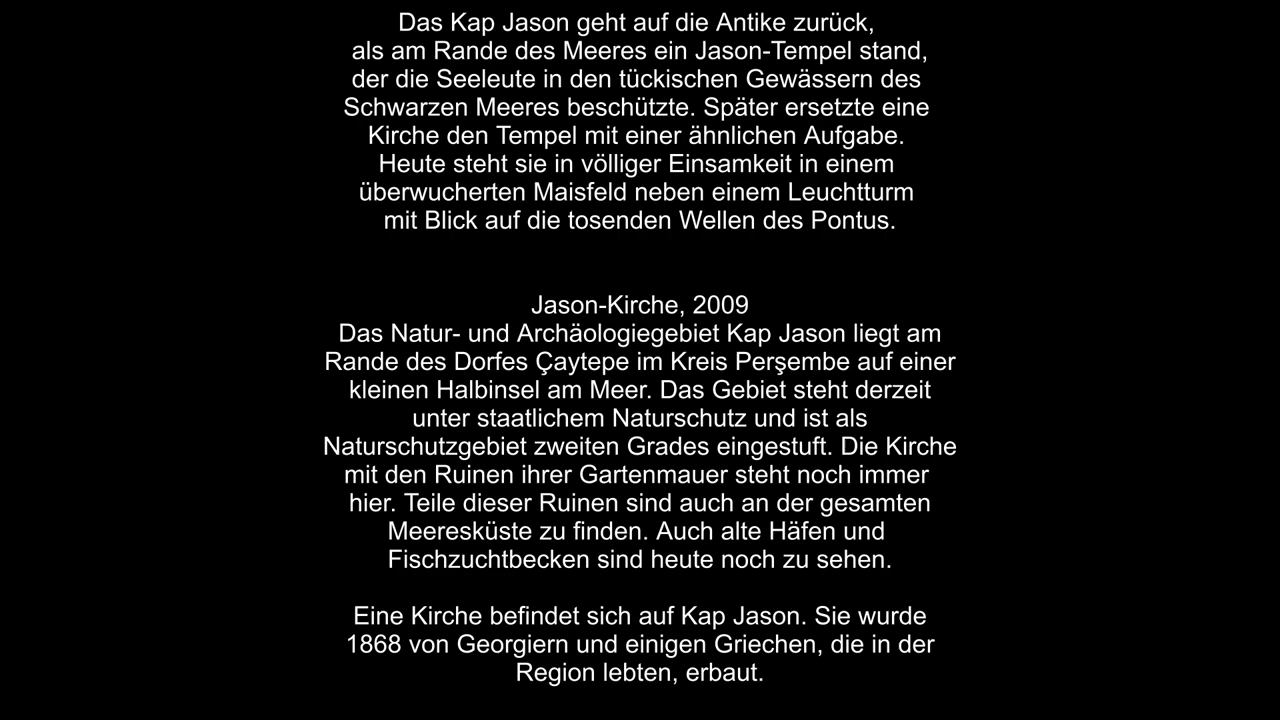 Das Kap Jason geht auf die Antike zurück,
als am Rande des Meeres ein Jason-Tempel stand,
der die Seeleute in den tückischen Gewässern des
Schwarzen Meeres beschützte. Später ersetzte eine
Kirche den Tempel mit einer ähnlichen Aufgabe.
Heute steht sie in völliger Einsamkeit in einem
überwucherten Maisfeld neben einem Leuchtturm
mit Blick auf die tosenden Wellen des Pontus.
Jason-Kirche, 2009
Das Natur- und Archäologiegebiet Kap Jason liegt am
Rande des Dorfes Çaytepe im Kreis Perşembe auf einer
kleinen Halbinsel am Meer. Das Gebiet steht derzeit
unter staatlichem Naturschutz und ist als
Naturschutzgebiet zweiten Grades eingestuft. Die Kirche
mit den Ruinen ihrer Gartenmauer steht noch immer
hier. Teile dieser Ruinen sind auch an der gesamten
Meeresküste zu finden. Auch alte Häfen und
Fischzuchtbecken sind heute noch zu sehen.
Eine Kirche befindet sich auf Kap Jason. Sie wurde
1868 von Georgiern und einigen Griechen, die in der
Region lebten, erbaut.